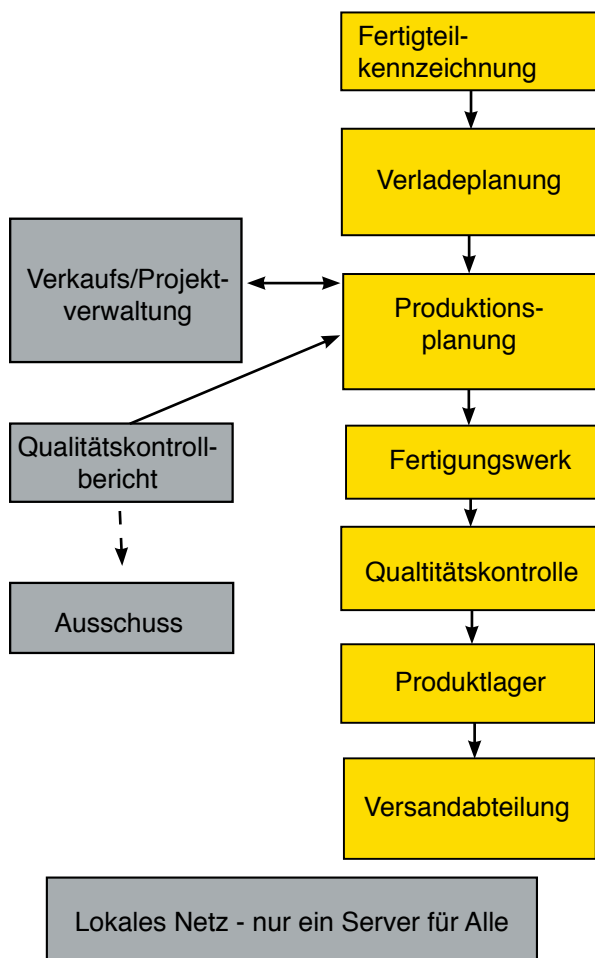 Fertigteil-
kennzeichnung
Verladeplanung
Verkaufs/Projekt-
verwaltung
Produktions-
planung
Qualitätskontroll-
bericht
Fertigungswerk
Qualtitätskontrolle
Ausschuss
Produktlager
Versandabteilung
Lokales Netz - nur ein Server für Alle